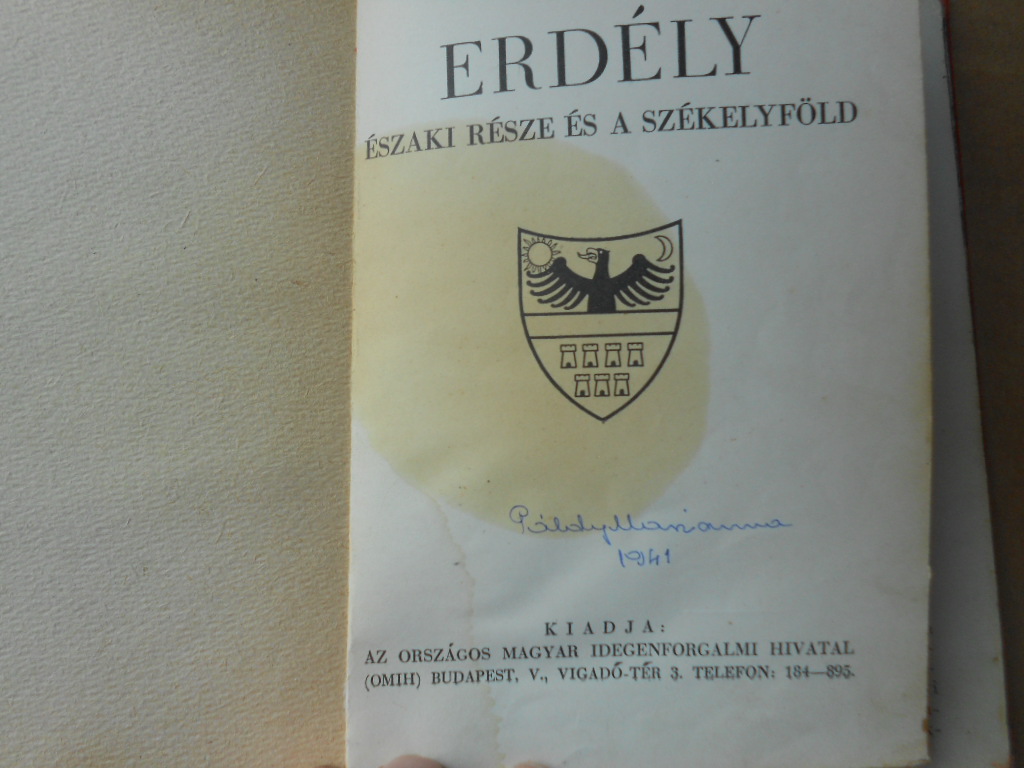 ERDÉLY
ÉSZAKI RÉSZE ÉS A SZÉKELYFÖLD
Marianna
1941
KIADJA:
AZ ORSZÁGOS MAGYAR IDEGENFORGALMI HIVATAL
(OMIH) BUDAPEST, V., VIGADÓ-TÉR 3. TELEFON: 184—895.